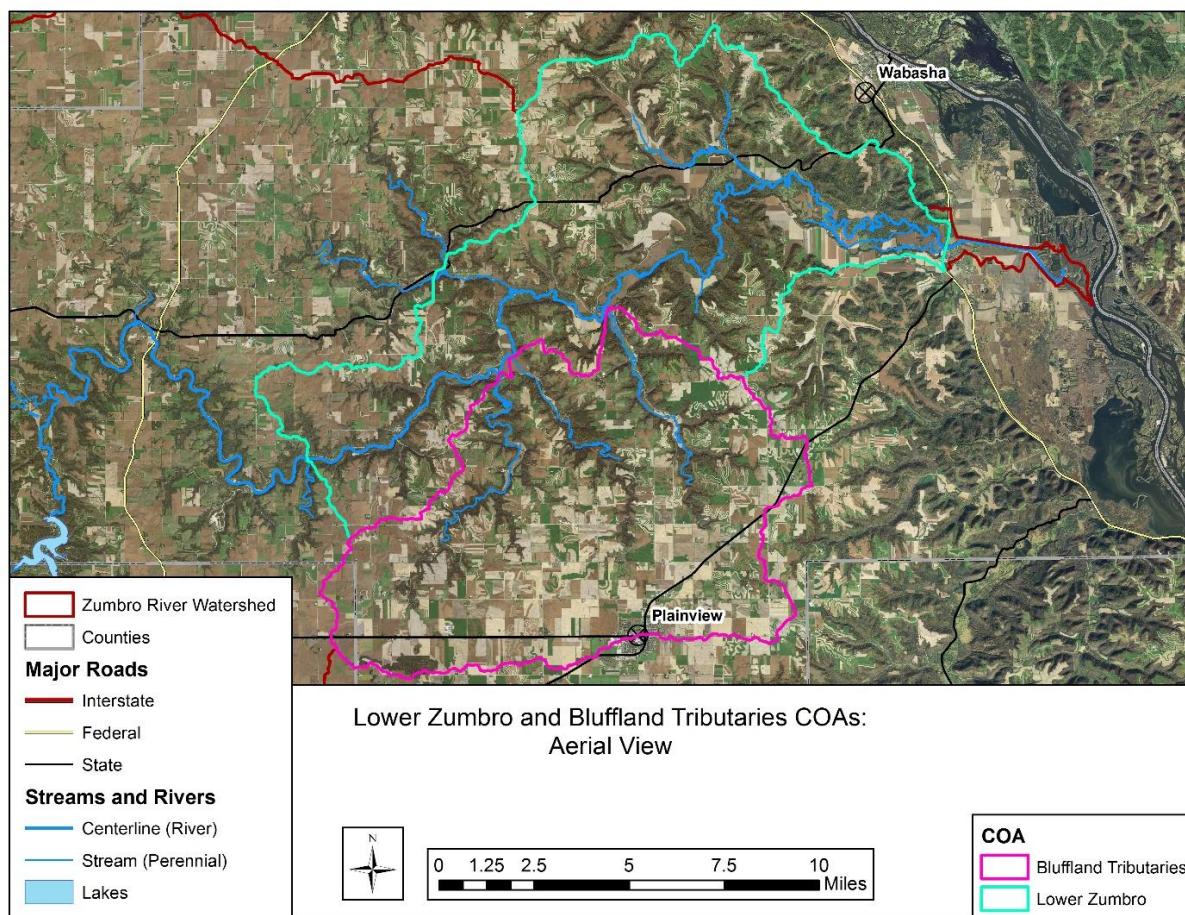 Wabasha
Plainview
Zumbro River Watershed
Counties
Major Roads
Interstate
Federal
State
Streams and Rivers
Centerline (River)
Stream (Perennial)
Lakes
Lower Zumbro and Bluffland Tributaries COAs:
Aerial View
N
0 1.25 2.5 5 7.5 10
Miles
COA
Bluffland Tributaries
Lower Zumbro